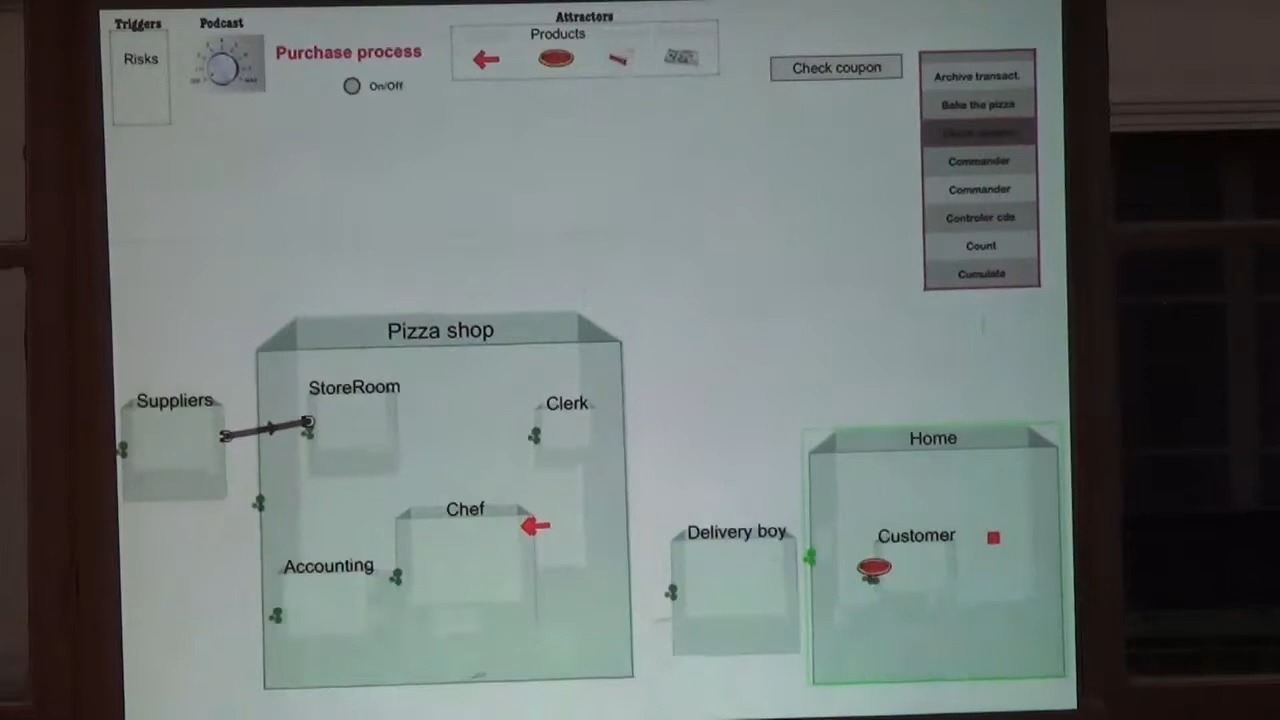 Triggers
Podcast
Attractors
Risks
Purchase process
On/Off
Products
Check coupon
Archive transact.
Bake the pizza
Commander
Commander
Controler cde
Count
Cumulate
Pizza shop
Suppliers
StoreRoom
Clerk
Home
Chef
Delivery boy
Customer
Accounting